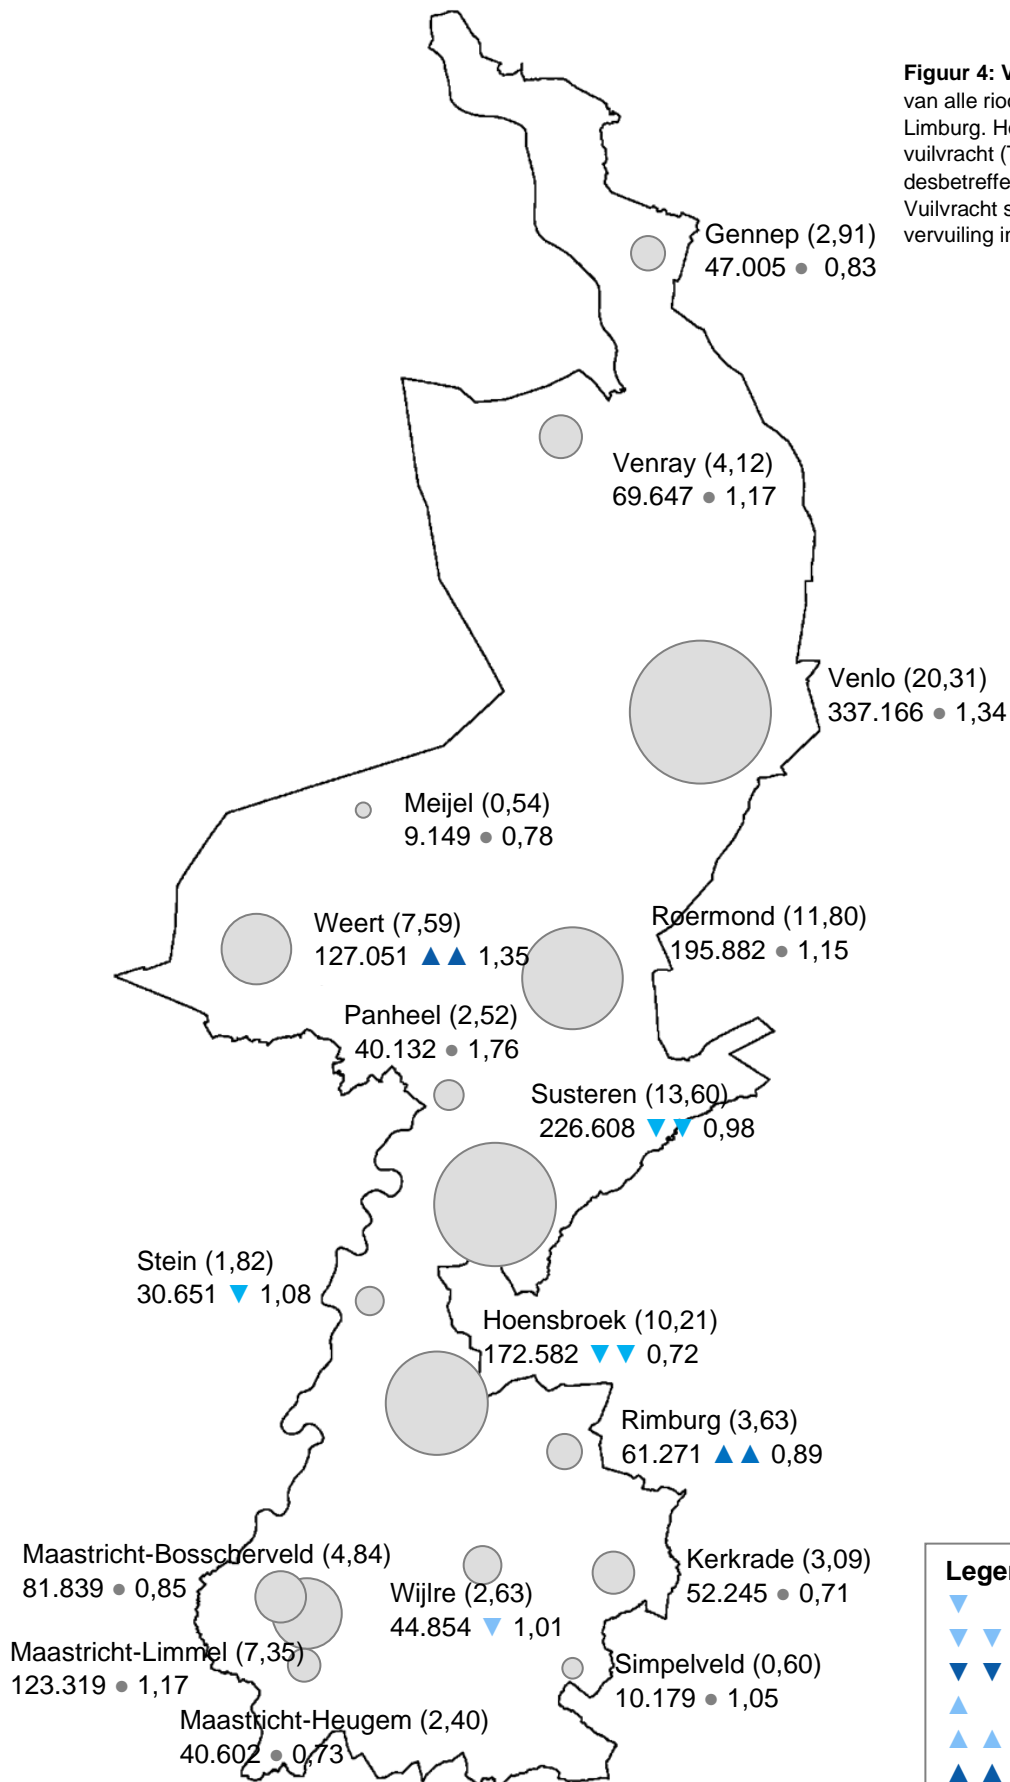 Figuur 4: V
van alle rioo
Limburg. He
vuilvracht (T
desbetreffe
Vuilvracht s
vervuiling in
Gennep (2,91)
47.005 ● 0,83
Venray (4,12)
69.647 ● 1,17
Venlo (20,31)
337.166 ● 1,34
Meijel (0,54)
9.149 ● 0,78
Weert (7,59)
127.051 ▲ ▲ 1,35
Roermond (11,80)
195.882 ● 1,15
Panheel (2,52)
40.132 ● 1,76
Susteren (13,60)
226.608 ▼ ▼ 0,98
Stein (1,82)
30.651 ▼ 1,08
Hoensbroek (10,21)
172.582 ▼ ▼ 0,72
Rimburg (3,63)
61.271 ▲ ▲ 0,89
Maastricht-Bosscherveld (4,84)
81.839 ● 0,85
Wijlre (2,63)
44.854 ▼ 1,01
Kerkrade (3,09)
52.245 ● 0,71
Maastricht-Limmel (7,35)
123.319 ● 1,17
Simpelveld (0,60)
10.179 ● 1,05
Maastricht-Heugem (2,40)
40.602 ● 0,73
Legen